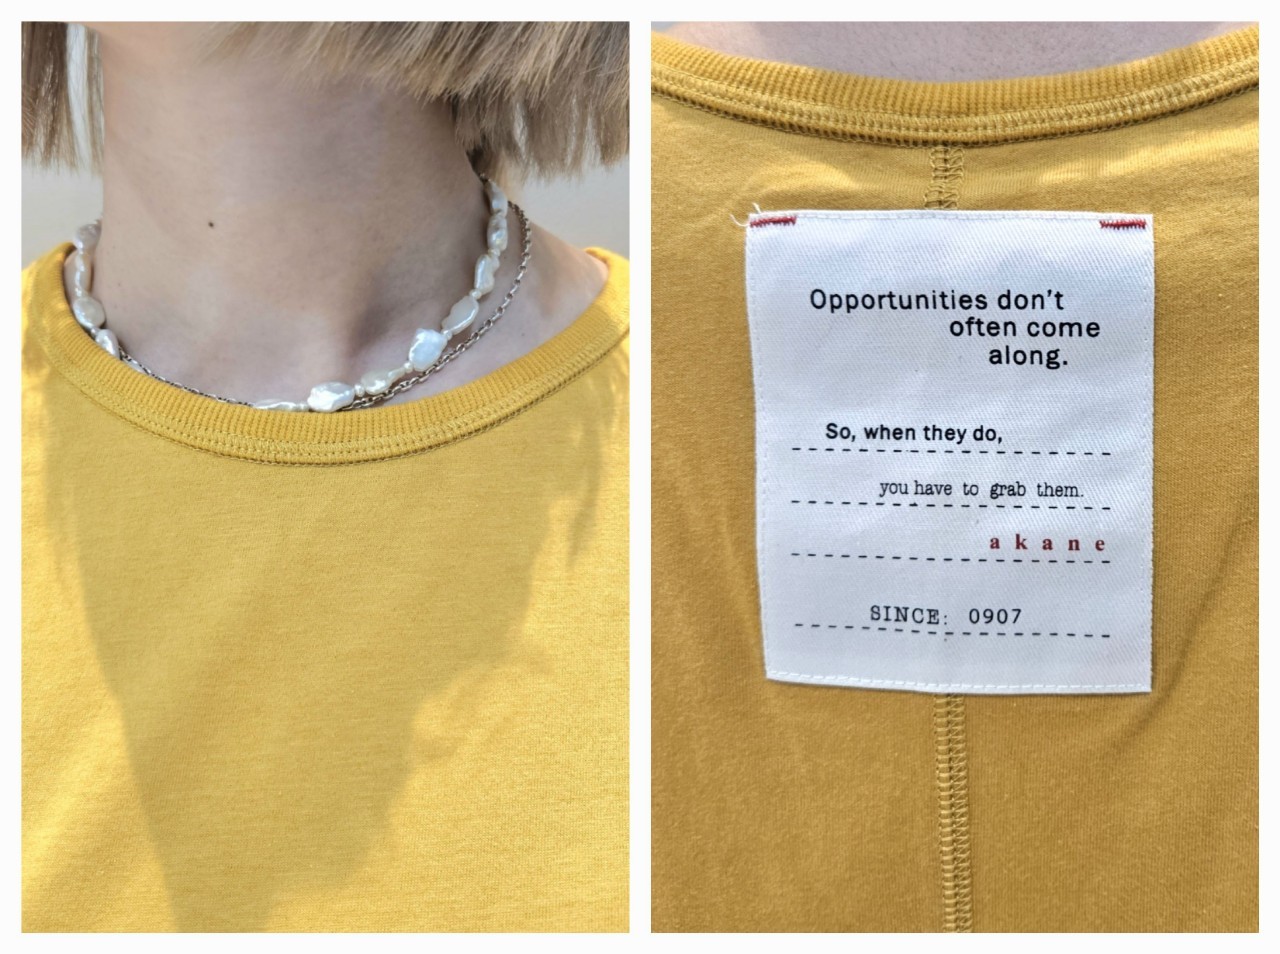 Opportunities don't
often come
along.
So, when they do,
you have to grab them.
akane
SINCE: 0907